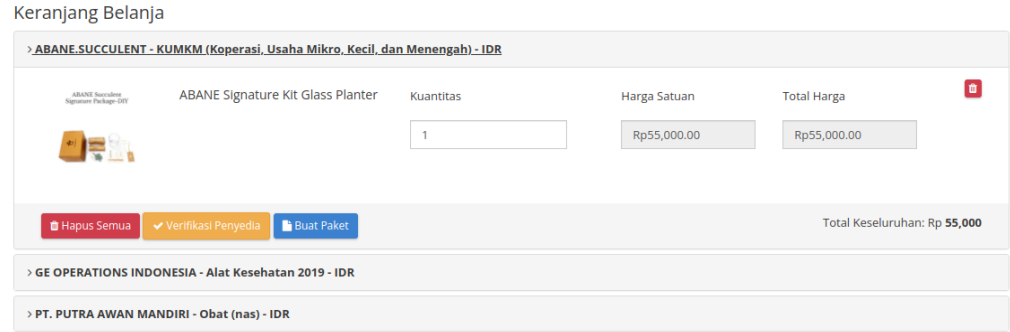 Keranjang Belanja
ABANE.SUCCULENT - KUMKM (Koperasi, Usaha Mikro, Kecil, dan Menengah) - IDR
ABANE Succulent
Signature Package-DIY
ABANE Signature Kit Glass Planter
Kuantitas
Harga Satuan
Total Harga
1
Rp55,000.00
Rp55,000.00
Hapus Semua
Verifikasi Penyedia
Buat Paket
Total Keseluruhan: Rp 55,000
GE OPERATIONS INDONESIA - Alat Kesehatan 2019 - IDR
PT. PUTRA AWAN MANDIRI - Obat (nas) - IDR